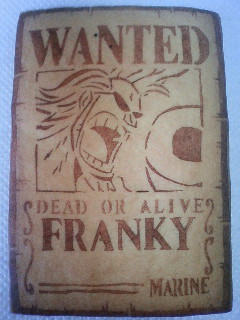 WANTED
DEAD OR ALIVE
FRANKY
MARINE